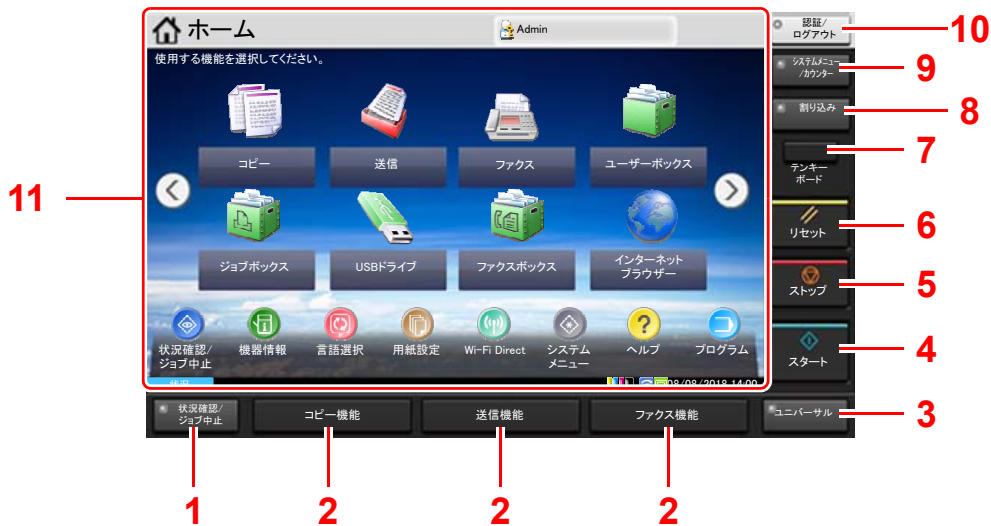 ホーム
Admin
使用する機能を選択してください。
コピー
送信
ファクス
ユーザーボックス
ジョブボックス
USBドライブ
ファクスボックス
インターネット
ブラウザー
状況確認/
ジョブ中止
機器情報
言語選択
用紙設定
Wi-Fi Direct
システム
メニュー
ヘルプ
プログラム
状況
08/08/2018 14:00
認証/
ログアウト
10
システムメニュー
/カウンター
9
割り込み
8
テンキー
ボード
7
リセット
6
ストップ
5
スタート
4
11
状況確認/
ジョブ中止
コピー機能
送信機能
ファクス機能
ユニバーサル
3
1
2
2
2